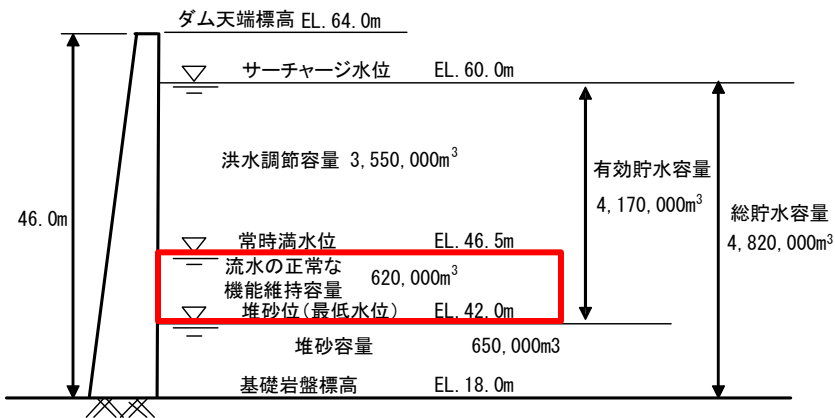 ダム天端標高 EL.64.0m
サーチャージ水位 EL.60.0m
洪水調節容量 3,550,000m³
有効貯水容量
4,170,000m³
総貯水容量
4,820,000m³
46.0m
常時満水位 EL.46.5m
流水の正常な
機能維持容量 620,000m³
堆砂位(最低水位) EL.42.0m
堆砂容量 650,000m3
基礎岩盤標高 EL.18.0m